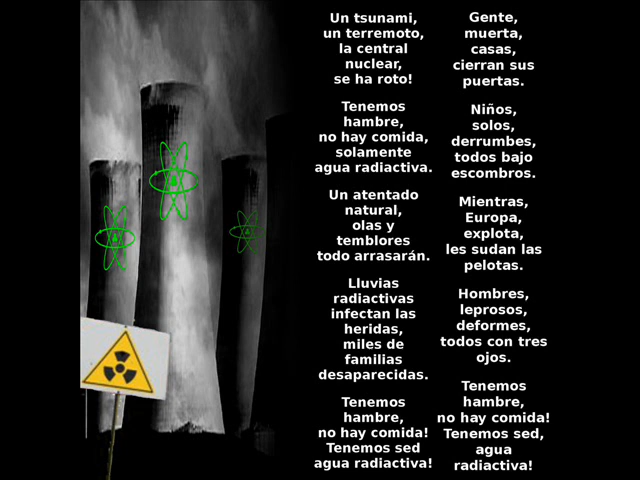 Un tsunami,
un terremoto,
la central
nuclear,
se ha roto!
Tenemos
hambre,
no hay comida,
solamente
agua radiactiva.
Un atentado
natural,
olas y
temblores
todo arrasarán.
Lluvias
radiactivas
infectan las
heridas,
miles de
familias
desaparecidas.
Tenemos
hambre,
no hay comida!
Tenemos sed
agua radiactiva!
Gente,
muerta,
casas,
cierran sus
puertas.
Niños,
solos,
derrumbes,
todos bajo
escombros.
Mientras,
Europa,
explota,
les sudan las
pelotas.
Hombres,
leprosos,
deformes,
todos con tres
ojos.
Tenemos
hambre,
no hay comida!
Tenemos sed,
agua
radiactiva!